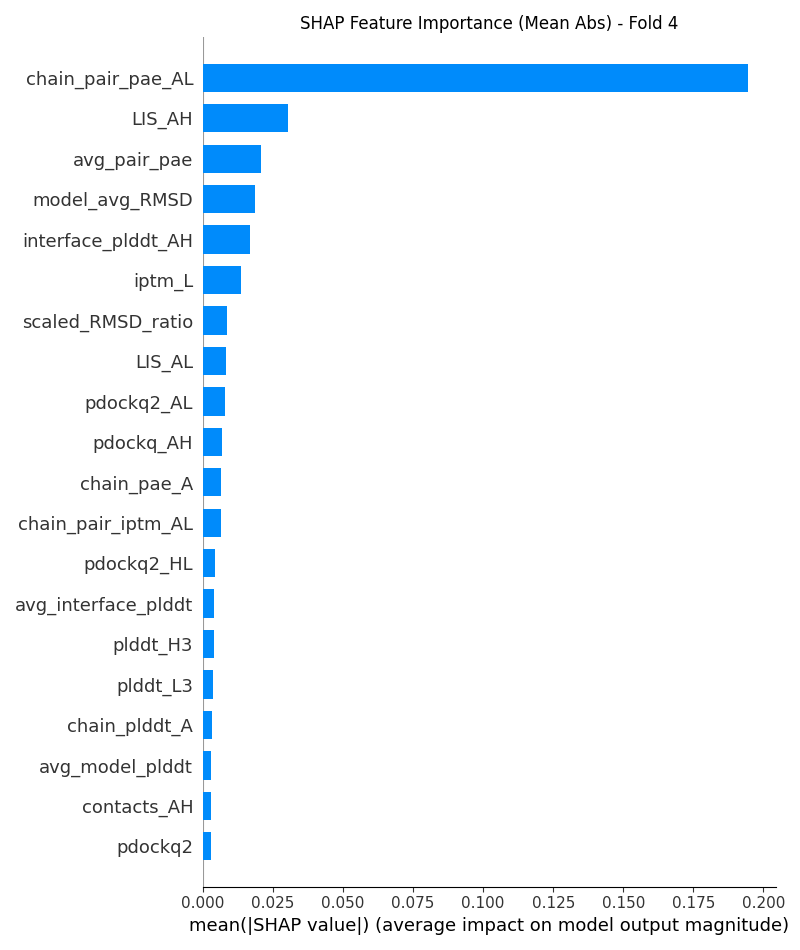 SHAP Feature Importance (Mean Abs) - Fold 4
chain_pair_pae_AL
LIS_AH
avg_pair_pae
model_avg_RMSD
interface_plddt_AH
iptm_L
scaled_RMSD_ratio
LIS_AL
pdockq2_AL
pdockq_AH
chain_pae_A
chain_pair_iptm_AL
pdockq2_HL
avg_interface_plddt
plddt_H3
plddt_L3
chain_plddt_A
avg_model_plddt
contacts_AH
pdockq2
0.000 0.025 0.050 0.075 0.100 0.125 0.150 0.175 0.200
mean(|SHAP value|) (average impact on model output magnitude)